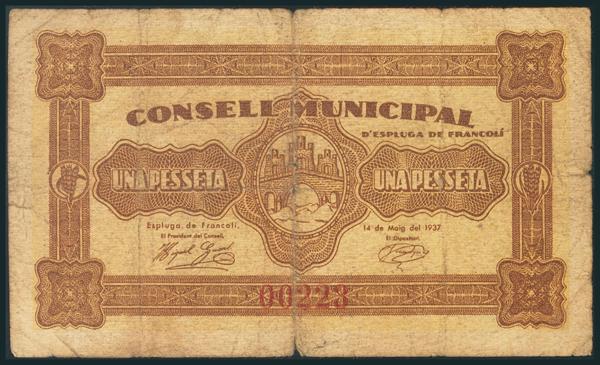 CONSELL MUNICIPAL
D'ESPLUGA DE FRANCOLÍ
UNA PESSETA
UNA PESSETA
Espluga de Francolí,
El President del Consell,
14 de Maig del 1937
El Dipositari,
00223